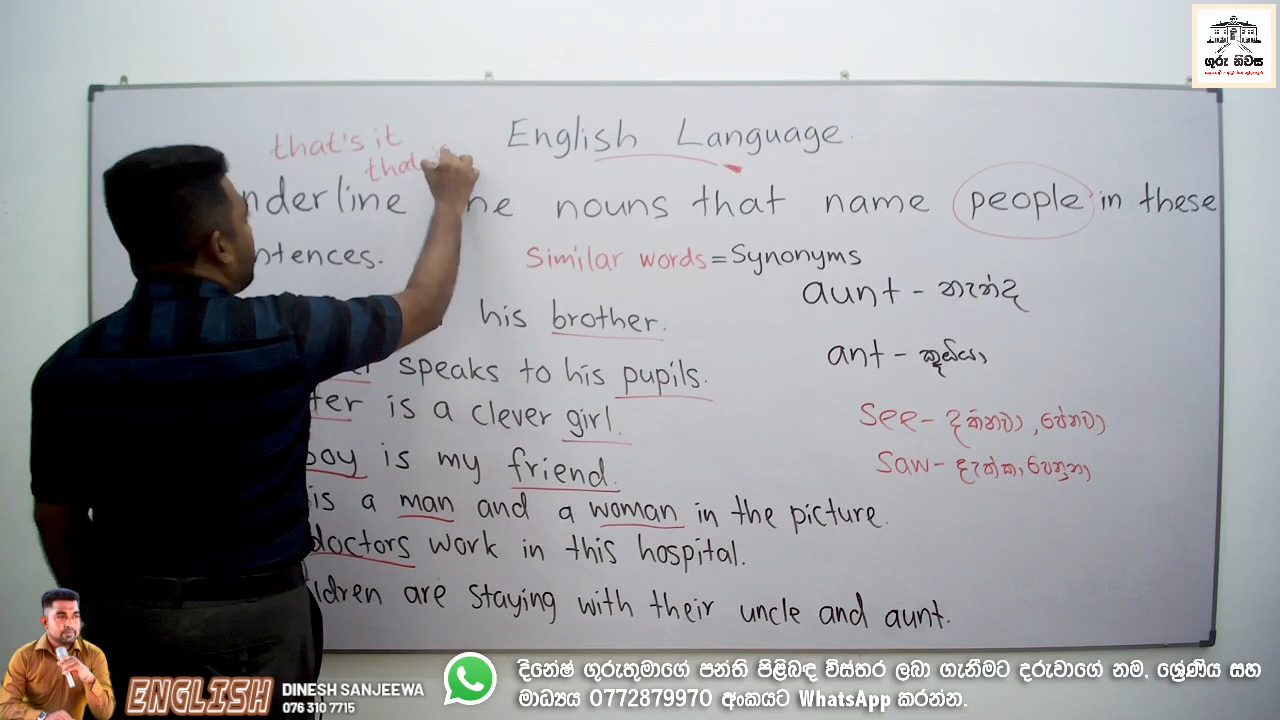 ගුරු නිවස
English Language.
that's it
that
nderline he nouns that name people in these
ntences.
Similar words = Synonyms
aunt - නැන්දා
his brother.
ant - කූඹියා
speaks to his pupils.
ter is a clever girl.
See - දකිනවා, පේනවා
boy is my friend.
Saw - දැක්කා, පෙනුනා
is a man and a woman in the picture.
doctors work in this hospital.
ldren are staying with their uncle and aunt.
ENGLISH
DINESH SANJEEWA
076 310 7715
දිනේෂ් ගුරුතුමාගේ පන්ති පිළිබඳ විස්තර ලබා ගැනීමට දරුවාගේ නම, ශ්‍රේණිය සහ
මාධ්‍යය 0772879970 අංකයට WhatsApp කරන්න.